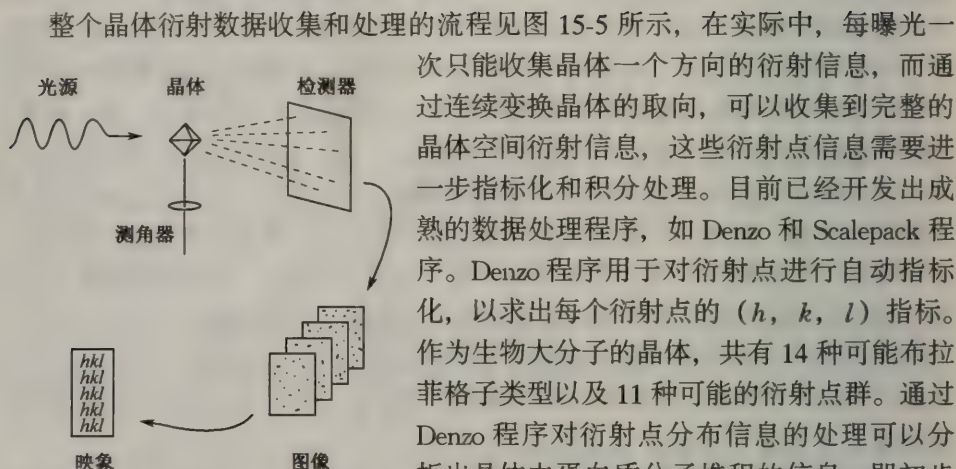 整个晶体衍射数据收集和处理的流程见图 15-5 所示，在实际中，每曝光一
次只能收集晶体一个方向的衍射信息，而通
过连续变换晶体的取向，可以收集到完整的
晶体空间衍射信息，这些衍射点信息需要进
一步指标化和积分处理。目前已经开发出成
熟的数据处理程序，如 Denzo 和 Scalepack 程
序。Denzo 程序用于对衍射点进行自动指标
化，以求出每个衍射点的（h，k，l）指标。
作为生物大分子的晶体，共有 14 种可能布拉
菲格子类型以及 11 种可能的衍射点群。通过
Denzo 程序对衍射点分布信息的处理可以分
光源
晶体
检测器
测角器
hkl
hkl
hkl
hkl
hkl
映象
图像